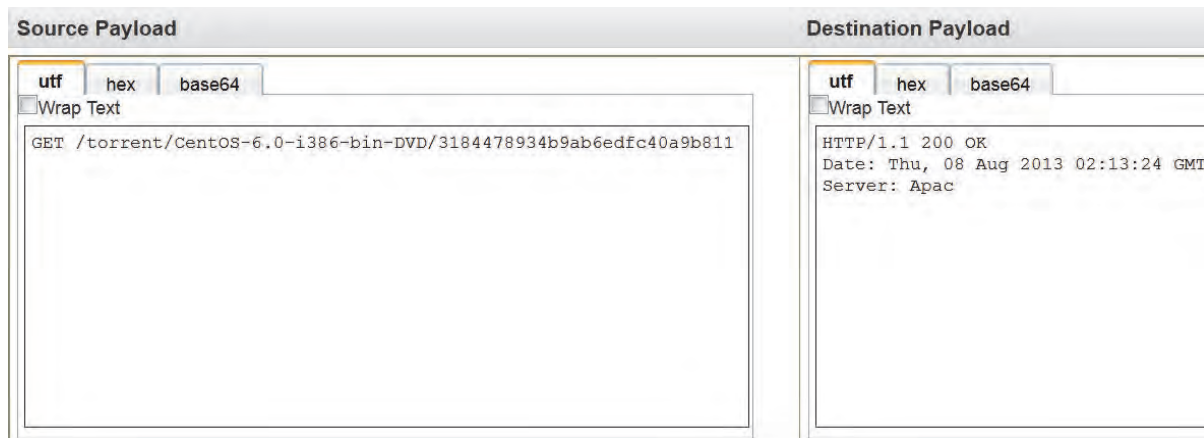 Source Payload
Destination Payload
utf hex base64
Wrap Text
GET /torrent/CentOS-6.0-i386-bin-DVD/3184478934b9ab6edfc40a9b811
utf hex base64
Wrap Text
HTTP/1.1 200 OK
Date: Thu, 08 Aug 2013 02:13:24 GMT
Server: Apac